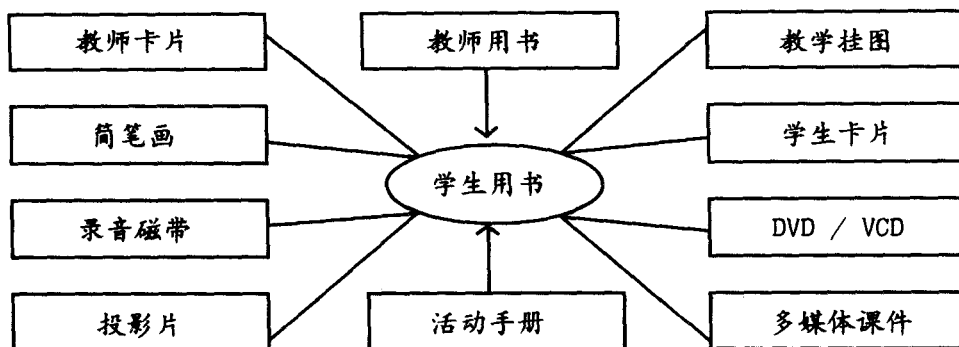 教师卡片
教师用书
教学挂图
简笔画
学生卡片
学生用书
录音磁带
DVD / VCD
投影片
活动手册
多媒体课件